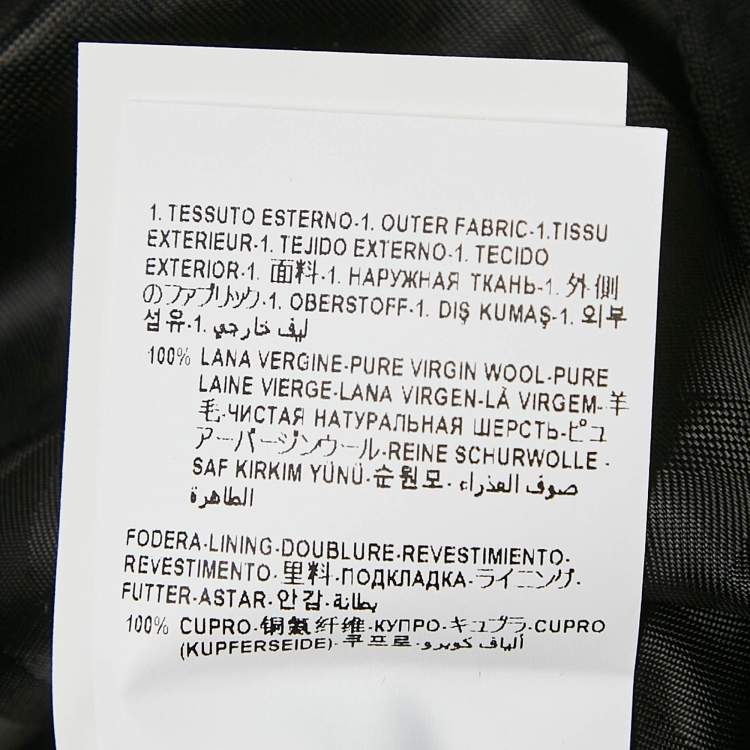 1. TESSUTO ESTERNO-1. OUTER FABRIC-1.TISSU
EXTERIEUR-1. TEJIDO EXTERNO-1. TECIDO
EXTERIOR-1. 面料-1. НАРУЖНАЯ ТКАНЬ-1. 外側
のファブリック-1. OBERSTOFF-1. DIŞ KUMAŞ-1. 외부
섬유-1. ليف خارجي
100% LANA VERGINE-PURE VIRGIN WOOL-PURE
LAINE VIERGE-LANA VIRGEN-LÀ VIRGEM-羊
毛-ЧИСТАЯ НАТУРАЛЬНАЯ ШЕРСТЬ-ピュ
アーバージンウール-REINE SCHURWOLLE-
SAF KIRKIM YÜNÜ-순원모- صوف العذراء
الطاهرة
FODERA-LINING-DOUBLURE-REVESTIMIENTO-
REVESTIMENTO-里料-ПОДКЛАДКА-ライニング-
FUTTER-ASTAR-안감-بطانة
100% CUPRO-铜氨纤维-КУПРО-キュプラ-CUPRO
(KUPFERSEIDE)-쿠프로-ألياف كوبرو